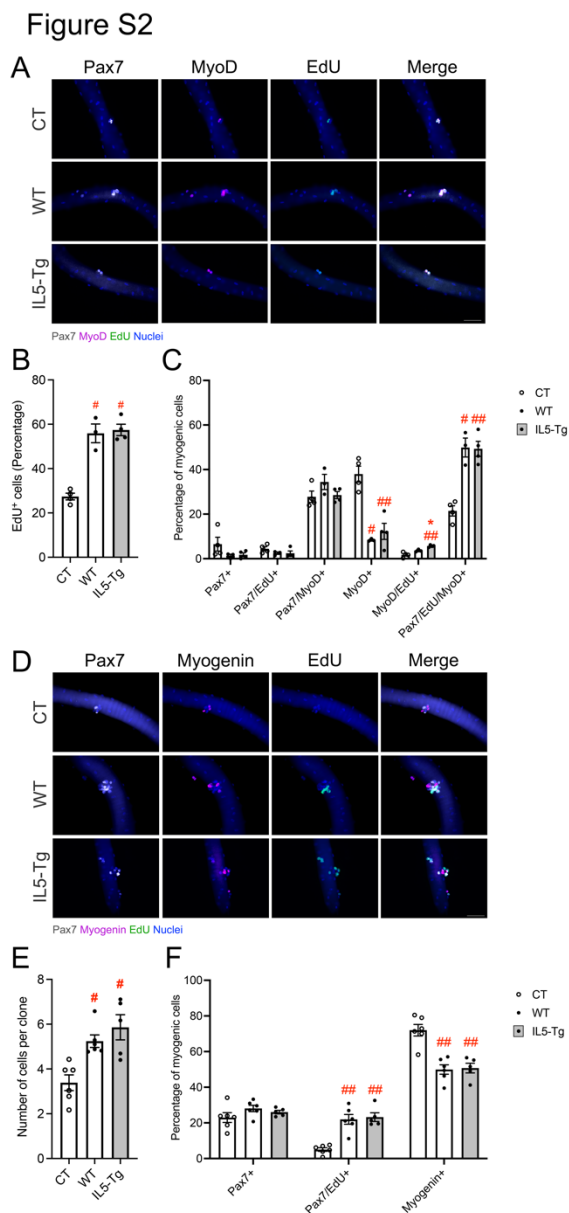 Figure S2
A
Pax7 MyoD EdU Merge
CT
WT
IL5-Tg
Pax7 MyoD EdU Nuclei
B
EdU⁺ cells (Percentage)
80
60
40
20
0
# #
CT WT IL5-Tg
C
Percentage of myogenic cells
80
60
40
20
0
# ##
*
##
# ##
CT
WT
IL5-Tg
Pax7+
Pax7/EdU+
Pax7/MyoD+
MyoD+
MyoD/EdU+
Pax7/EdU/MyoD+
D
Pax7 Myogenin EdU Merge
CT
WT
IL5-Tg
Pax7 Myogenin EdU Nuclei
E
Number of cells per clone
8
6
4
2
0
# #
CT WT IL5-Tg
F
Percentage of myogenic cells
100
80
60
40
20
0
## ##
## ##
CT
WT
IL5-Tg
Pax7+
Pax7/EdU+
Myogenin+